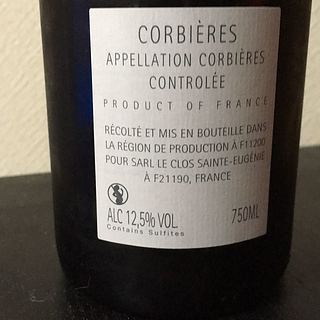 CORBIÈRES
APPELLATION CORBIÈRES
CONTROLÉE
PRODUCT OF FRANCE
RÉCOLTÉ ET MIS EN BOUTEILLE DANS
LA RÉGION DE PRODUCTION À F11200
POUR SARL LE CLOS SAINTE-EUGÉNIE
À F21190, FRANCE
ALC 12,5% VOL. 750ML
Contains Sulfites